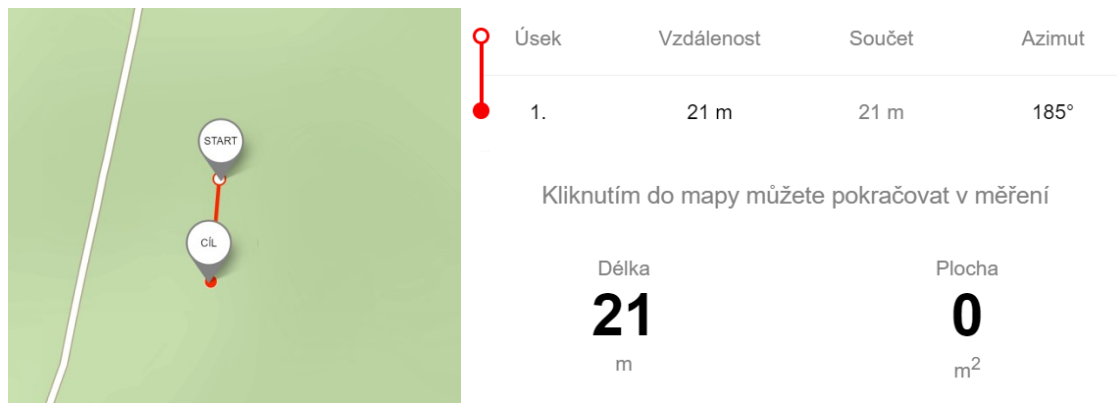 START
CÍL
Úsek Vzdálenost Součet Azimut
1. 21 m 21 m 185°
Kliknutím do mapy můžete pokračovat v měření
Délka Plocha
21 0
m m²